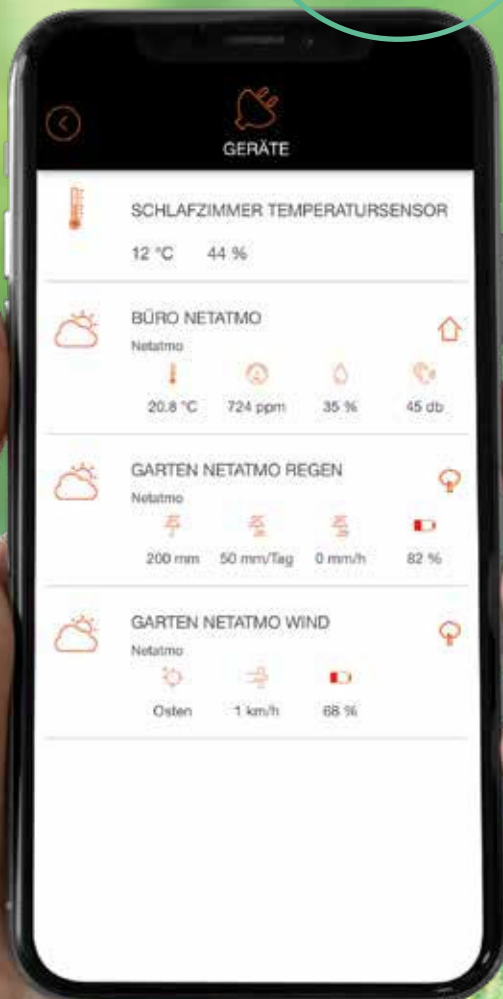 GERÄTE
SCHLAFZIMMER TEMPERATURSENSOR
12 °C 44 %
BÜRO NETATMO
Netatmo
20.8 °C 724 ppm 35 % 45 db
GARTEN NETATMO REGEN
Netatmo
200 mm 50 mm/Tag 0 mm/h 82 %
GARTEN NETATMO WIND
Netatmo
Osten 1 km/h 68 %